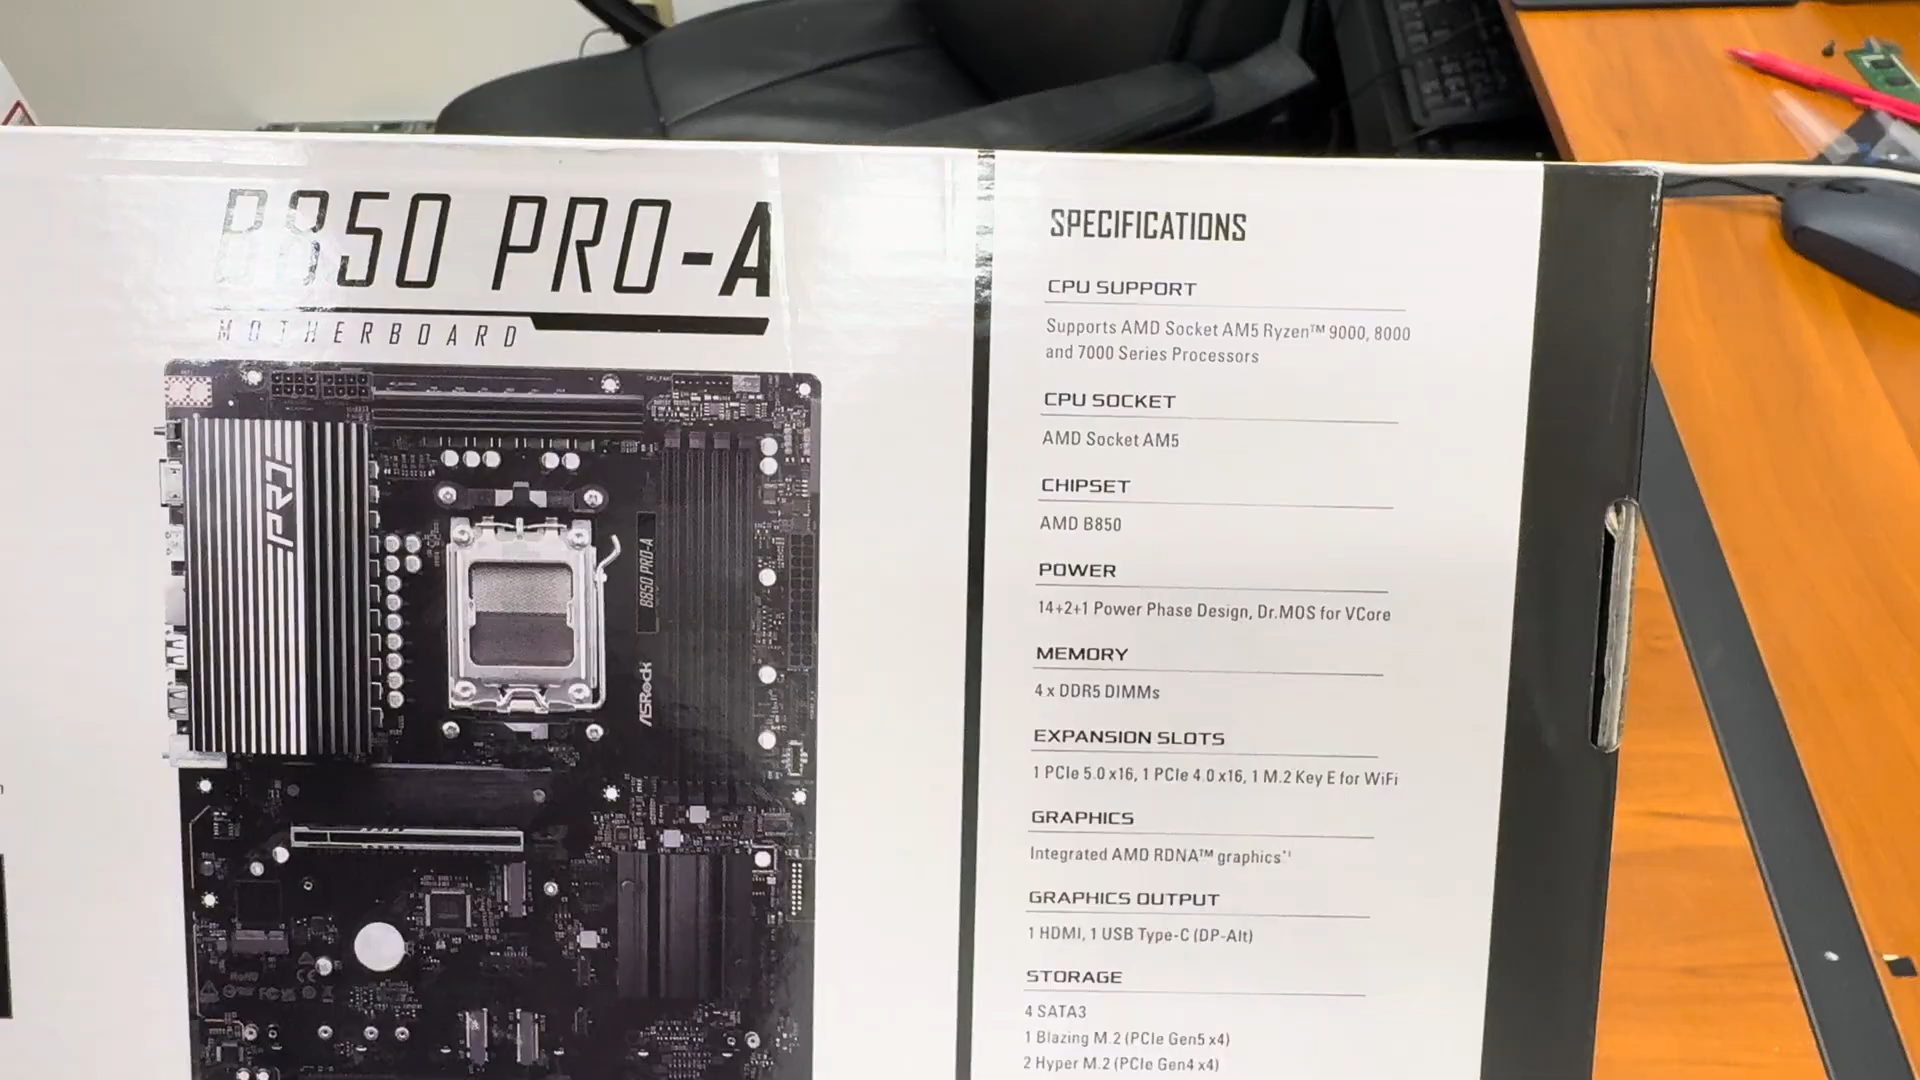 B850 PRO-A
MOTHERBOARD
PRO
B850 PRO-A
ASRock
SPECIFICATIONS
CPU SUPPORT
Supports AMD Socket AM5 Ryzen™ 9000, 8000
and 7000 Series Processors
CPU SOCKET
AMD Socket AM5
CHIPSET
AMD B850
POWER
14+2+1 Power Phase Design, Dr.MOS for VCore
MEMORY
4 x DDR5 DIMMs
EXPANSION SLOTS
1 PCIe 5.0 x16, 1 PCIe 4.0 x16, 1 M.2 Key E for WiFi
GRAPHICS
Integrated AMD RDNA™ graphics*¹
GRAPHICS OUTPUT
1 HDMI, 1 USB Type-C (DP-Alt)
STORAGE
4 SATA3
1 Blazing M.2 (PCIe Gen5 x4)
2 Hyper M.2 (PCIe Gen4 x4)